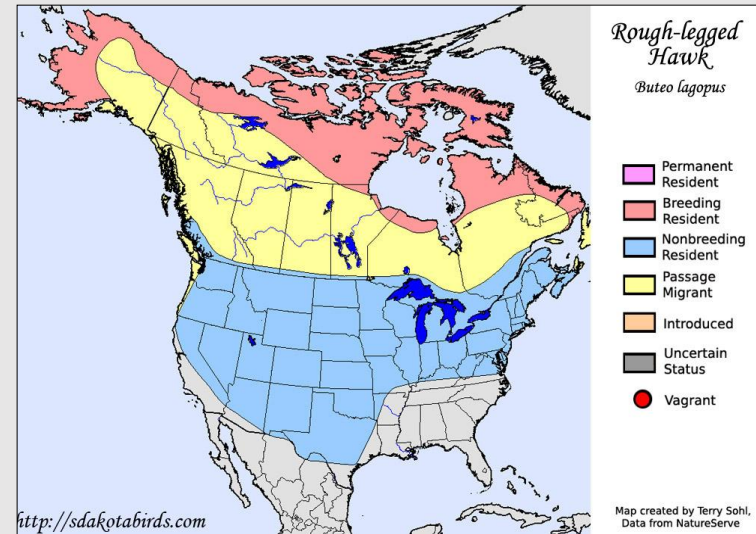 Rough-legged
Hawk
Buteo lagopus
Permanent
Resident
Breeding
Resident
Nonbreeding
Resident
Passage
Migrant
Introduced
Uncertain
Status
Vagrant
http://sdakotabirds.com
Map created by Terry Sohl,
Data from NatureServe